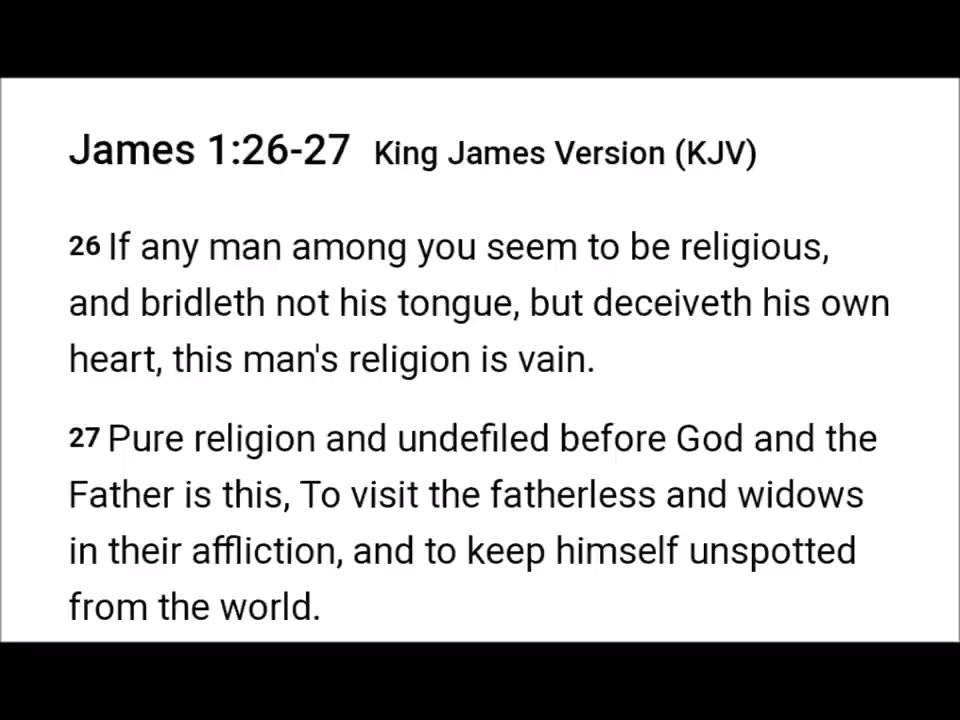 James 1:26-27 King James Version (KJV)
26 If any man among you seem to be religious,
and bridleth not his tongue, but deceiveth his own
heart, this man's religion is vain.
27 Pure religion and undefiled before God and the
Father is this, To visit the fatherless and widows
in their affliction, and to keep himself unspotted
from the world.